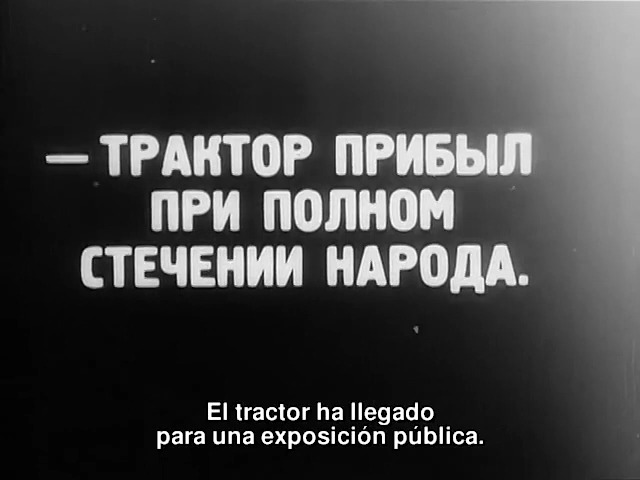 — ТРАКТОР ПРИБЫЛ
ПРИ ПОЛНОМ
СТЕЧЕНИИ НАРОДА.
El tractor ha llegado
para una exposición pública.